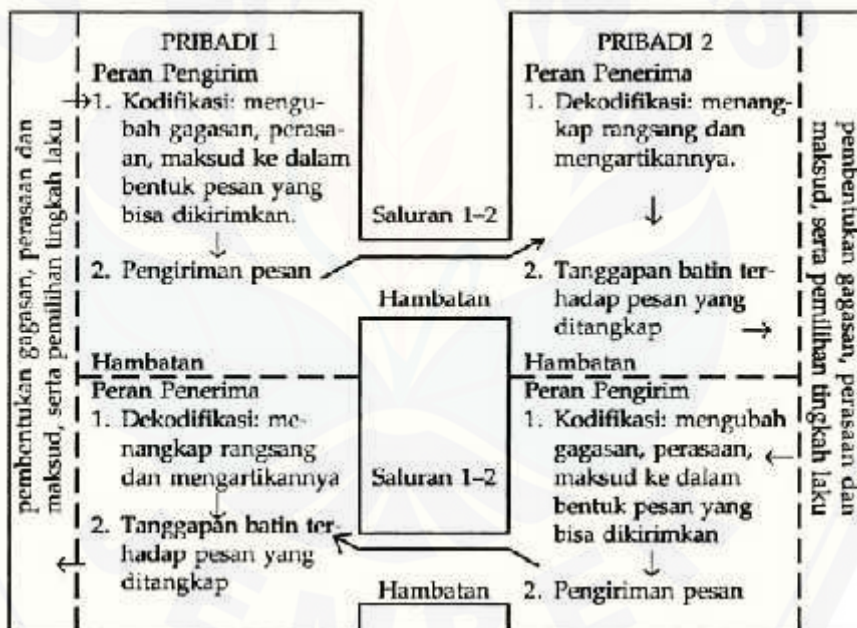 pembentukan gagasan, perasaan dan
maksud, serta pemilihan tingkah laku
PRIBADI 1
Peran Pengirim
1. Kodifikasi: mengu-
bah gagasan, perasa-
an, maksud ke dalam
bentuk pesan yang
bisa dikirimkan.
2. Pengiriman pesan
Hambatan
Peran Penerima
1. Dekodifikasi: me-
nangkap rangsang
dan mengartikannya
2. Tanggapan batin ter-
hadap pesan yang
ditangkap
Saluran 1–2
Hambatan
Saluran 1–2
Hambatan
PRIBADI 2
Peran Penerima
1. Dekodifikasi: menang-
kap rangsang dan
mengartikannya.
2. Tanggapan batin ter-
hadap pesan yang
ditangkap
Hambatan
Peran Pengirim
1. Kodifikasi: mengubah
gagasan, perasaan,
maksud ke dalam
bentuk pesan yang
bisa dikirimkan
2. Pengiriman pesan
pembentukan gagasan, perasaan dan
maksud, serta pemilihan tingkah laku